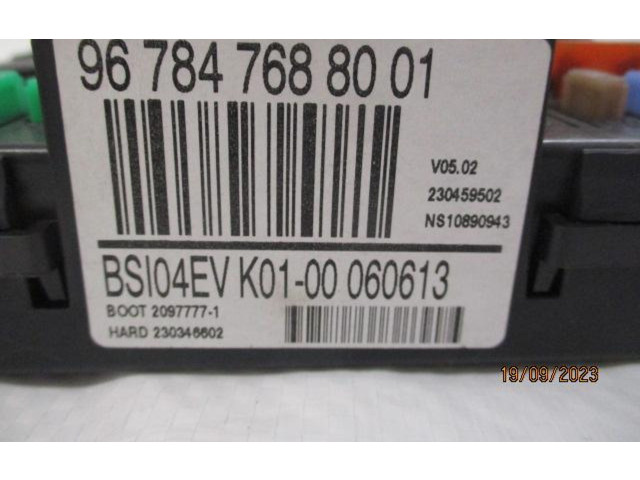 96 784 768 80 01
V05.02
230459502
NS10890943
BSI04EV K01-00 060613
BOOT 2097777-1
HARD 230346602
19/09/2023